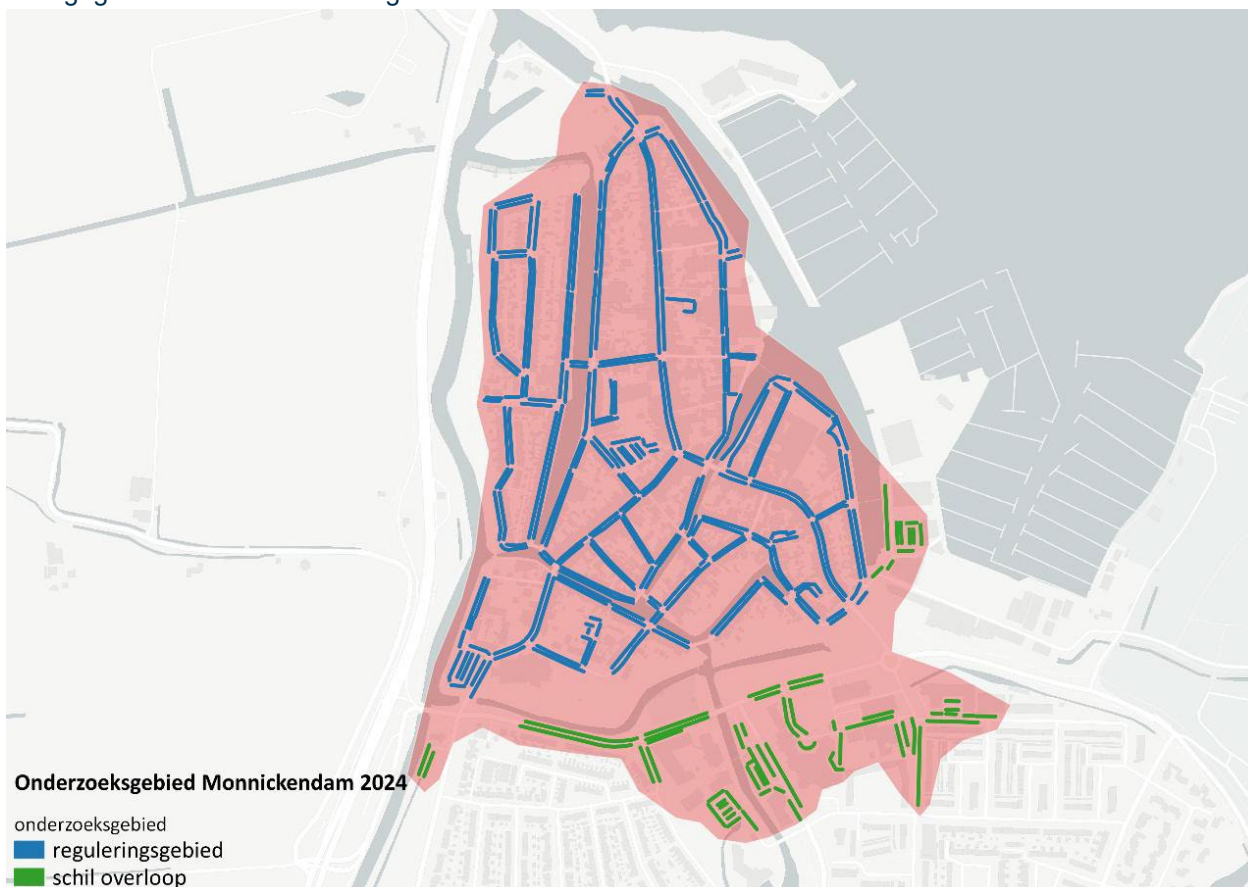 Onderzoeksgebied Monnickendam 2024
onderzoeksgebied
reguleringsgebied
schil overloop